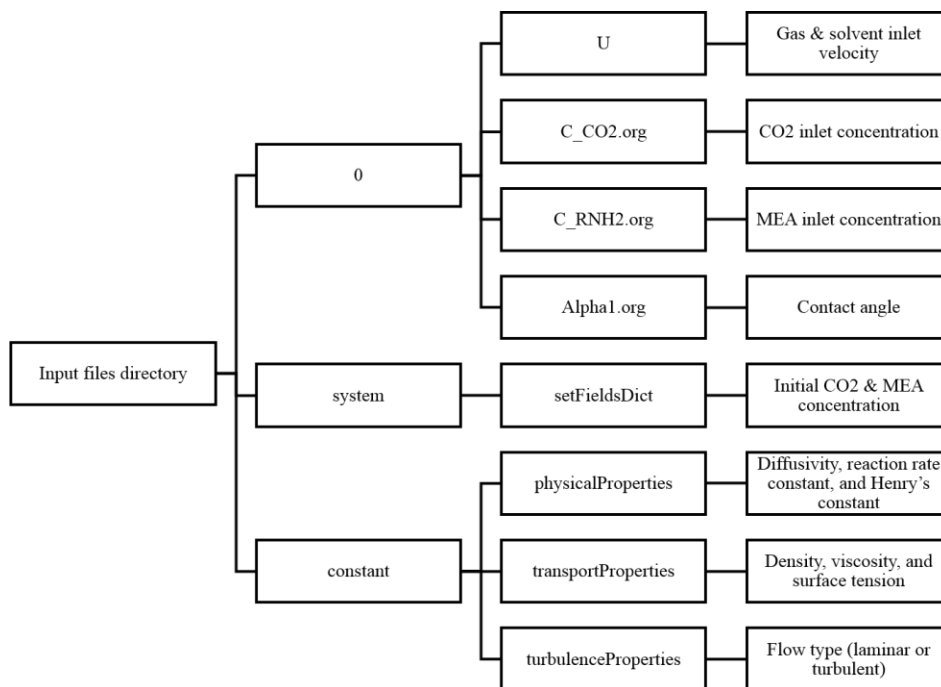 U
Gas & solvent inlet
velocity
C_CO2.org
CO2 inlet concentration
0
C_RNH2.org
MEA inlet concentration
Alpha1.org
Contact angle
Input files directory
system
setFieldsDict
Initial CO2 & MEA
concentration
physicalProperties
Diffusivity, reaction rate
constant, and Henry’s
constant
constant
transportProperties
Density, viscosity, and
surface tension
turbulenceProperties
Flow type (laminar or
turbulent)